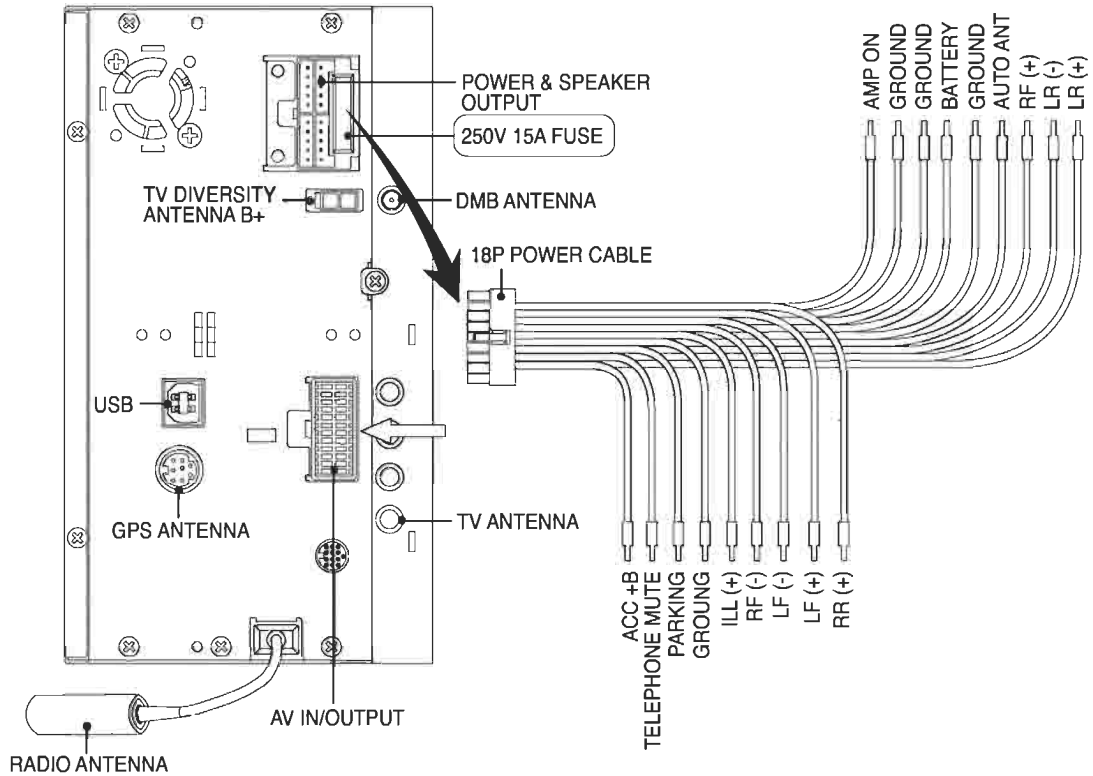 POWER & SPEAKER
OUTPUT
250V 15A FUSE
TV DIVERSITY
ANTENNA B+
DMB ANTENNA
18P POWER CABLE
AMP ON
GROUND
GROUND
BATTERY
GROUND
AUTO ANT
RF (+)
LR (-)
LR (+)
USB
GPS ANTENNA
TV ANTENNA
ACC +B
TELEPHONE MUTE
PARKING
GROUNG
ILL (+)
RF (-)
LF (-)
LF (+)
RR (+)
AV IN/OUTPUT
RADIO ANTENNA